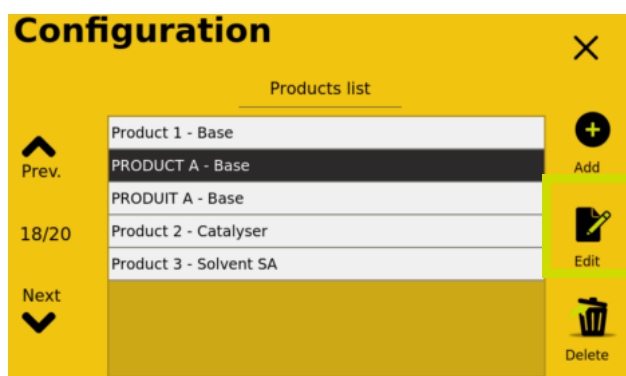 Configuration
Products list
Product 1 - Base
PRODUCT A - Base
PRODUIT A - Base
Product 2 - Catalyser
Product 3 - Solvent SA
Prev.
18/20
Next
Add
Edit
Delete